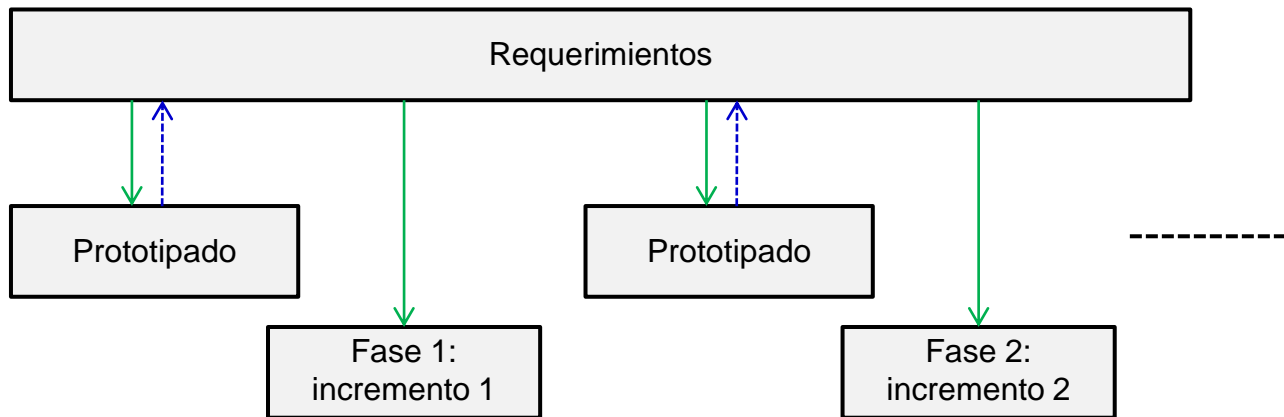 Requerimientos
Prototipado
Prototipado
Fase 1:
incremento 1
Fase 2:
incremento 2